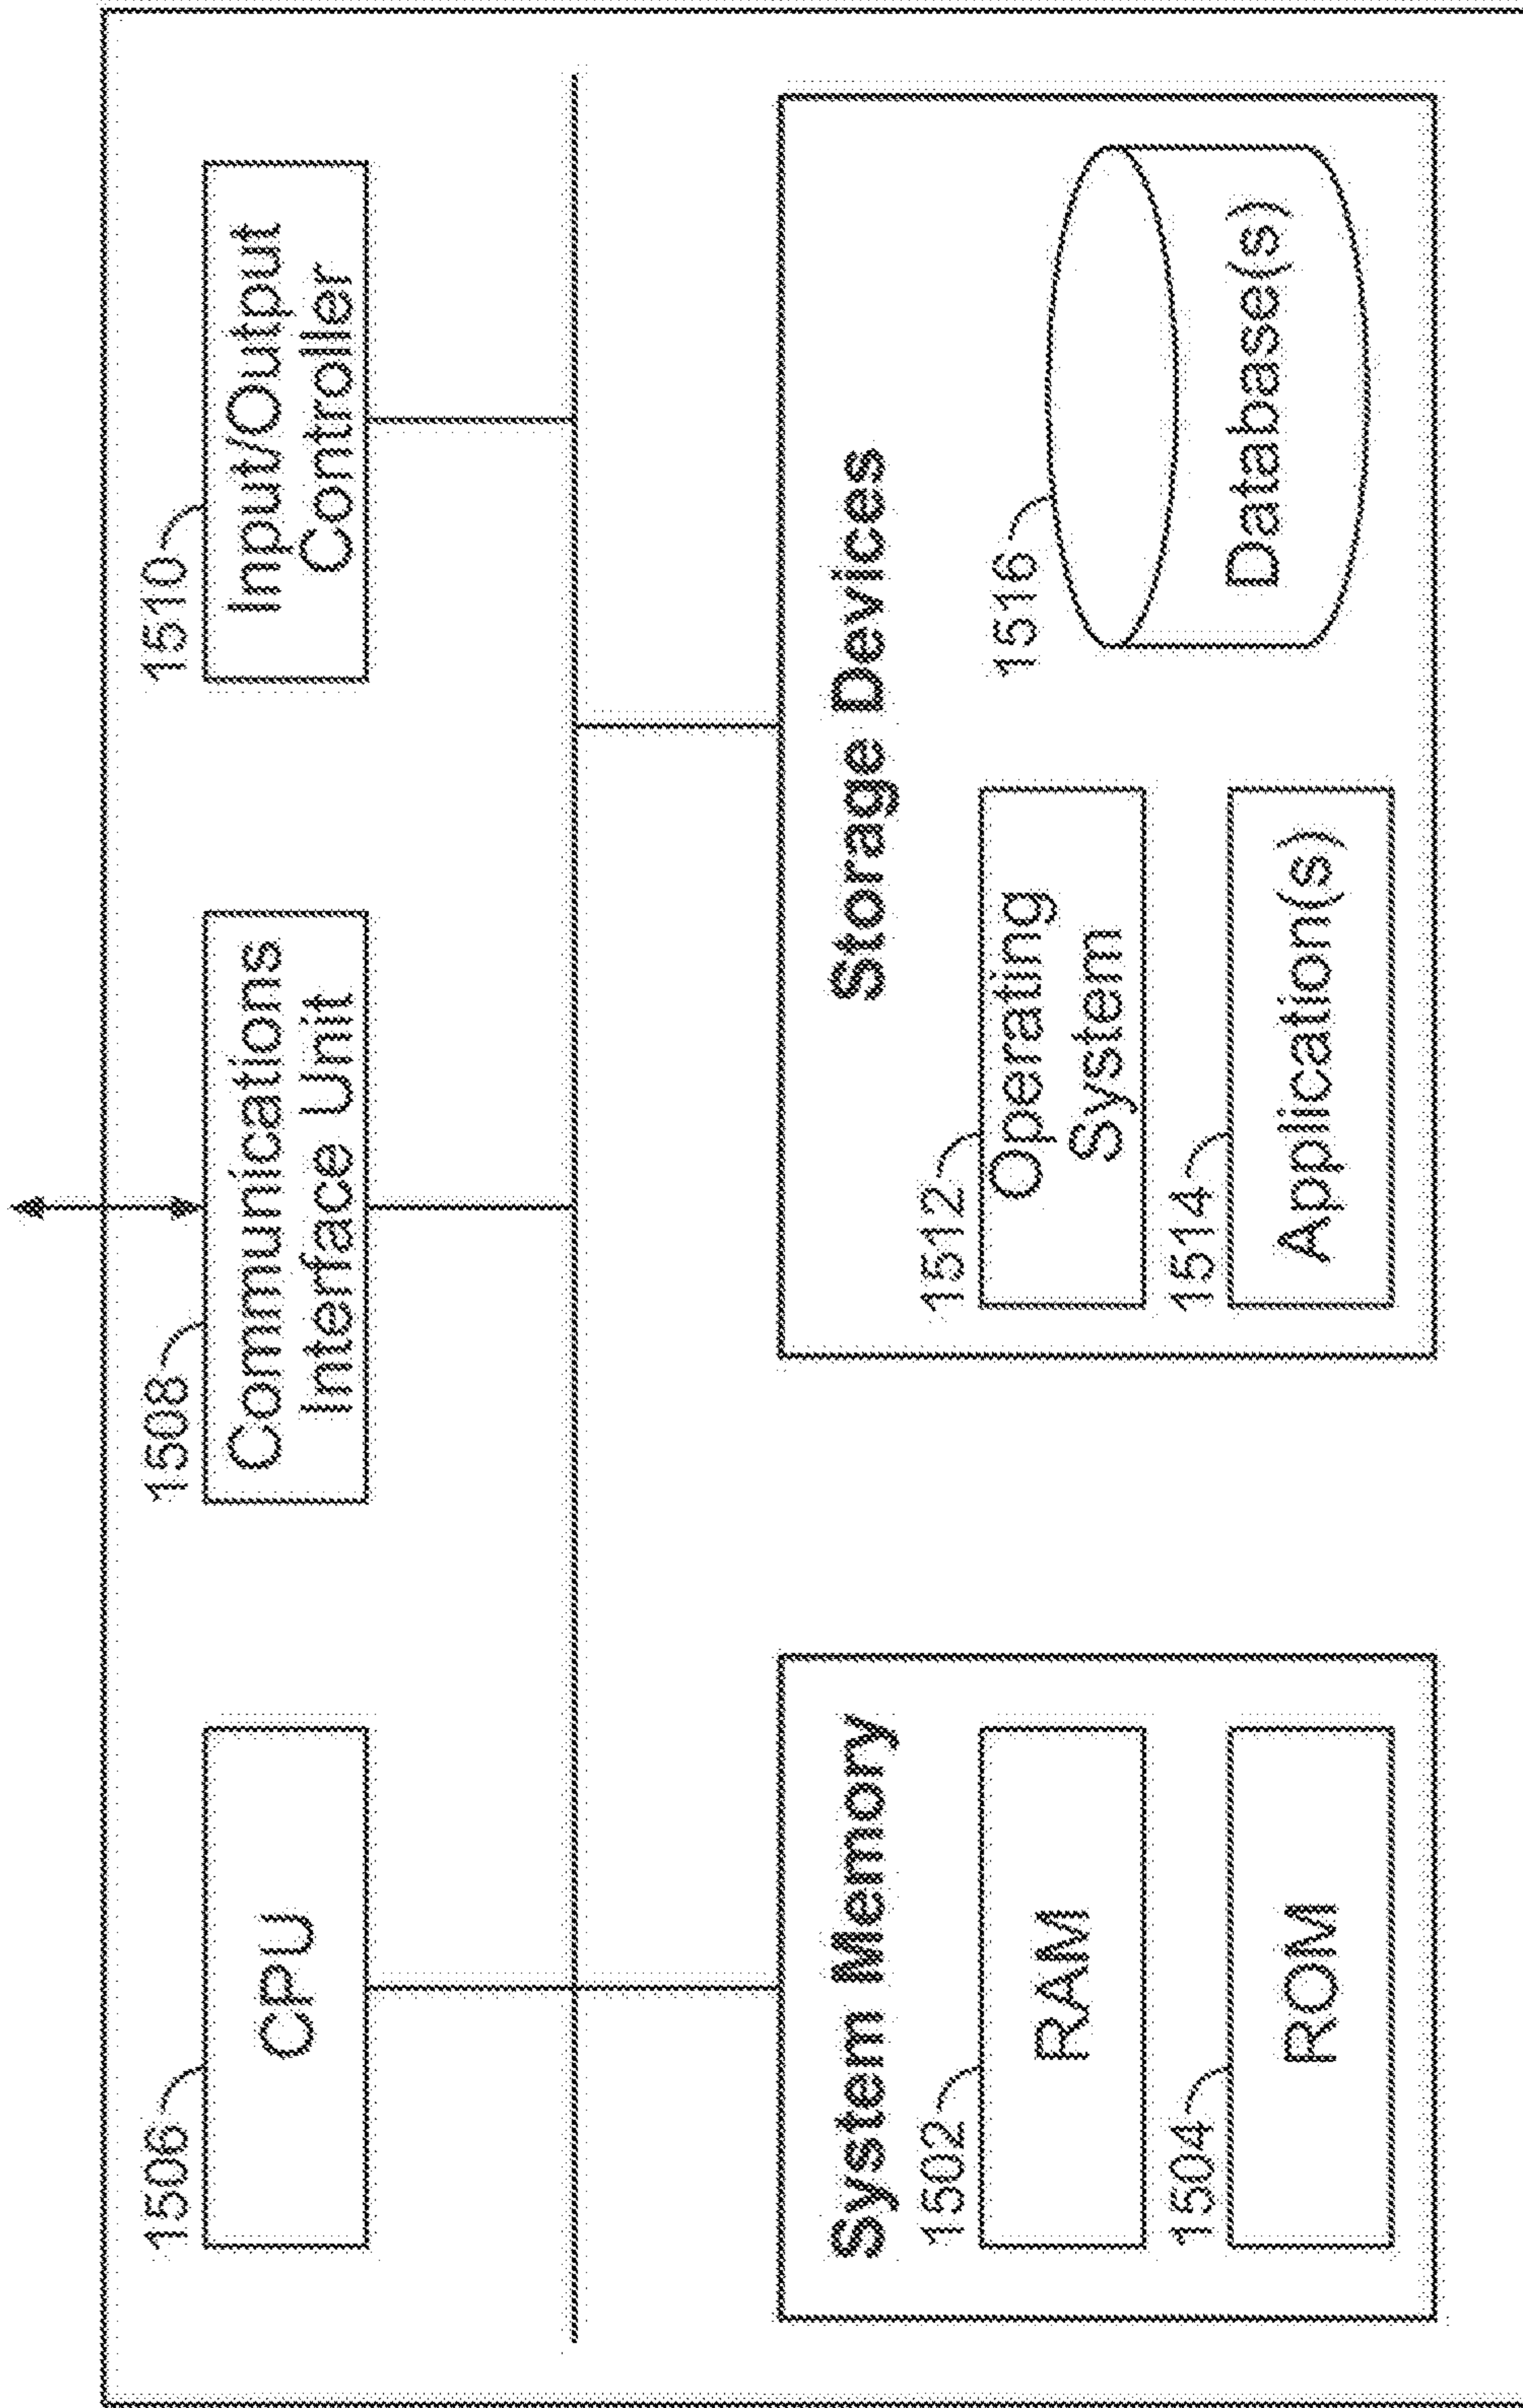 1506
CPU
1508
Communications
Interface Unit
1510
Input/Output
Controller
System Memory
1502
RAM
1504
ROM
Storage Devices
1512
Operating
System
1514
Application(s)
1516
Database(s)